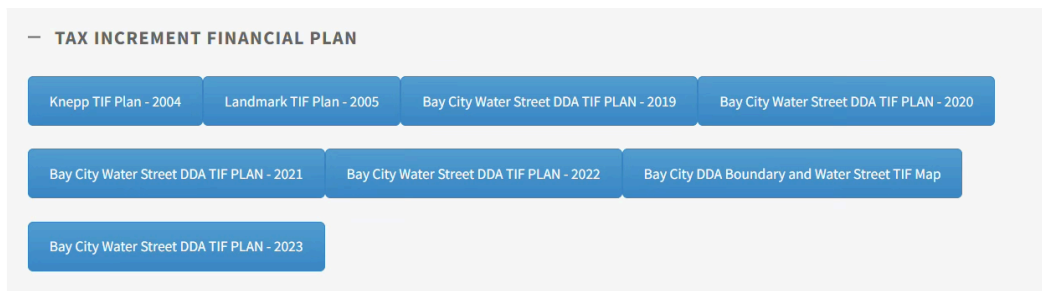 — TAX INCREMENT FINANCIAL PLAN
Knepp TIF Plan - 2004 Landmark TIF Plan - 2005 Bay City Water Street DDA TIF PLAN - 2019 Bay City Water Street DDA TIF PLAN - 2020
Bay City Water Street DDA TIF PLAN - 2021 Bay City Water Street DDA TIF PLAN - 2022 Bay City DDA Boundary and Water Street TIF Map
Bay City Water Street DDA TIF PLAN - 2023